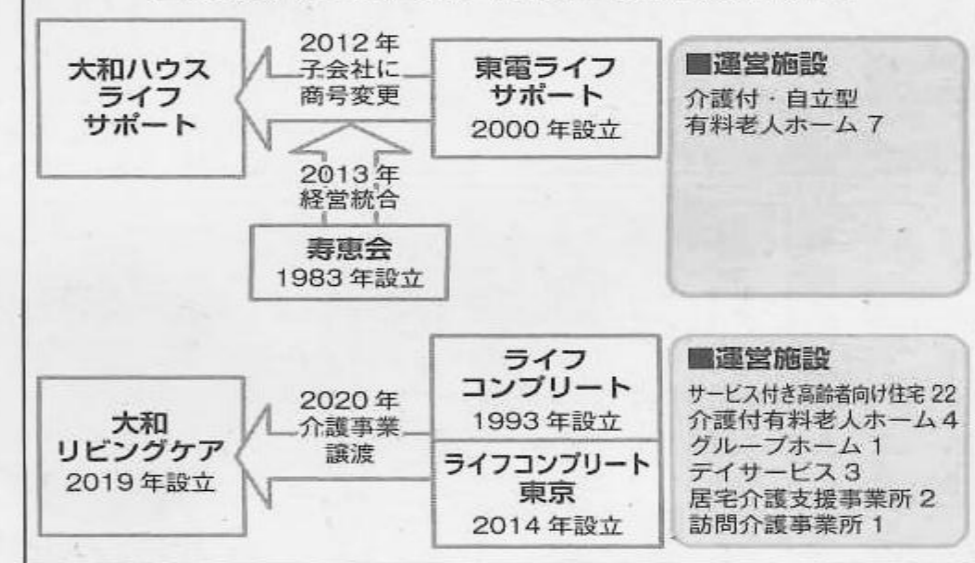 大和ハウス
ライフ
サポート
2012年
子会社に
商号変更
東電ライフ
サポート
2000年設立
■運営施設
介護付・自立型
有料老人ホーム 7
2013年
経営統合
寿恵会
1983年設立
大和
リビングケア
2019年設立
2020年
介護事業
譲渡
ライフ
コンプリート
1993年設立
ライフコンプリート
東京
2014年設立
■運営施設
サービス付き高齢者向け住宅 22
介護付有料老人ホーム 4
グループホーム 1
デイサービス 3
居宅介護支援事業所 2
訪問介護事業所 1